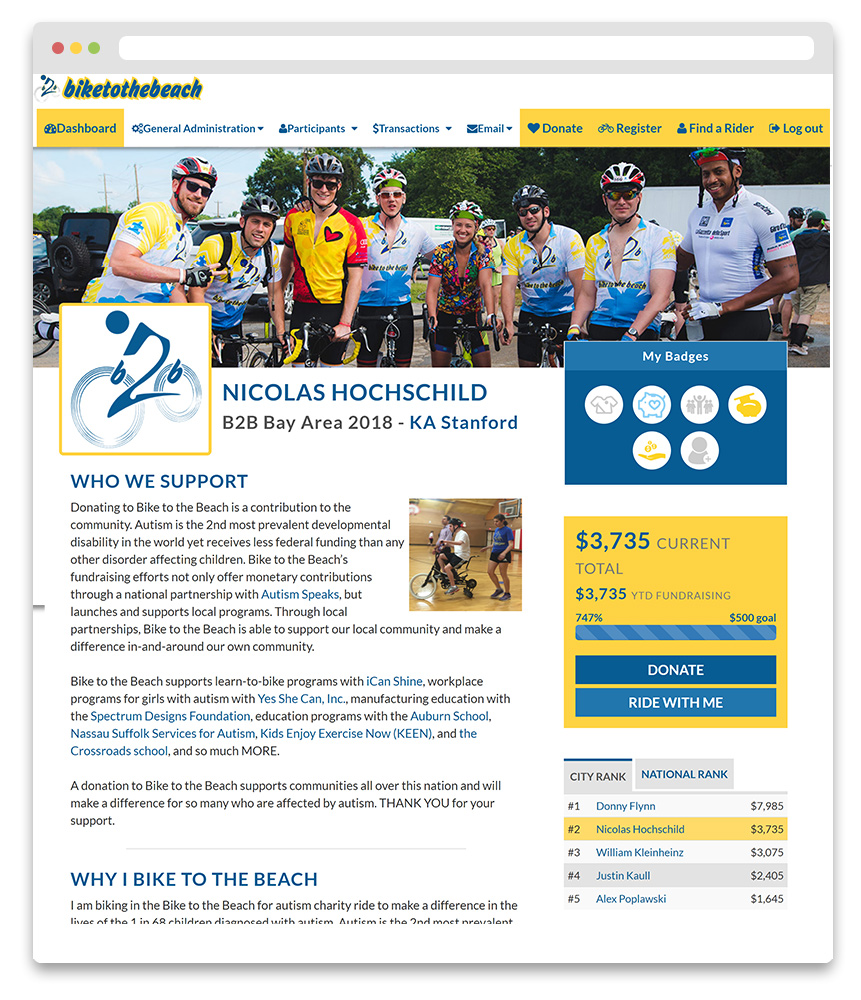 biketothebeach
Dashboard General Administration Participants $Transactions Email Donate Register Find a Rider Log out
b2b
NICOLAS HOCHSCHILD
B2B Bay Area 2018 - KA Stanford
WHO WE SUPPORT
Donating to Bike to the Beach is a contribution to the
community. Autism is the 2nd most prevalent developmental
disability in the world yet receives less federal funding than any
other disorder affecting children. Bike to the Beach's
fundraising efforts not only offer monetary contributions
through a national partnership with Autism Speaks, but
launches and supports local programs. Through local
partnerships, Bike to the Beach is able to support our local community and make a
difference in-and-around our own community.
Bike to the Beach supports learn-to-bike programs with iCan Shine, workplace
programs for girls with autism with Yes She Can, Inc., manufacturing education with
the Spectrum Designs Foundation, education programs with the Auburn School,
Nassau Suffolk Services for Autism, Kids Enjoy Exercise Now (KEEN), and the
Crossroads school, and so much MORE.
A donation to Bike to the Beach supports communities all over this nation and will
make a difference for so many who are affected by autism. THANK YOU for your
support.
WHY I BIKE TO THE BEACH
I am biking in the Bike to the Beach for autism charity ride to make a difference in the
lives of the 1 in 68 children diagnosed with autism. Autism is the 2nd most prevalent
My Badges
$3,735 CURRENT
TOTAL
$3,735 YTD FUNDRAISING
747% $500 goal
DONATE
RIDE WITH ME
CITY RANK NATIONAL RANK
#1 Donny Flynn $7,985
#2 Nicolas Hochschild $3,735
#3 William Kleinheinz $3,075
#4 Justin Kaull $2,405
#5 Alex Poplawski $1,645